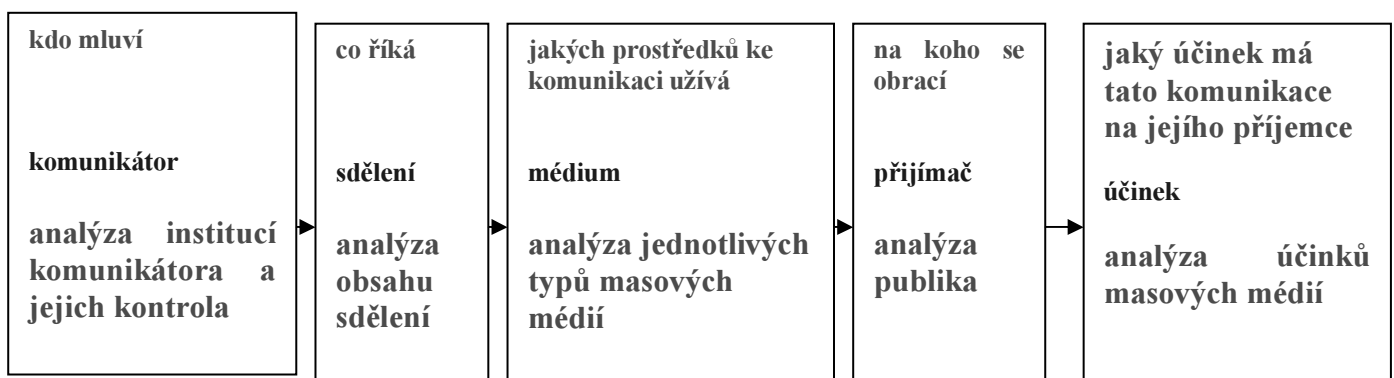 kdo mluví
komunikátor
analýza institucí
komunikátora a
jejich kontrola
co říká
sdělení
analýza
obsahu
sdělení
jakých prostředků ke
komunikaci užívá
médium
analýza jednotlivých
typů masových
médií
na koho se
obrací
přijímač
analýza
publika
jaký účinek má
tato komunikace
na jejího příjemce
účinek
analýza účinků
masových médií